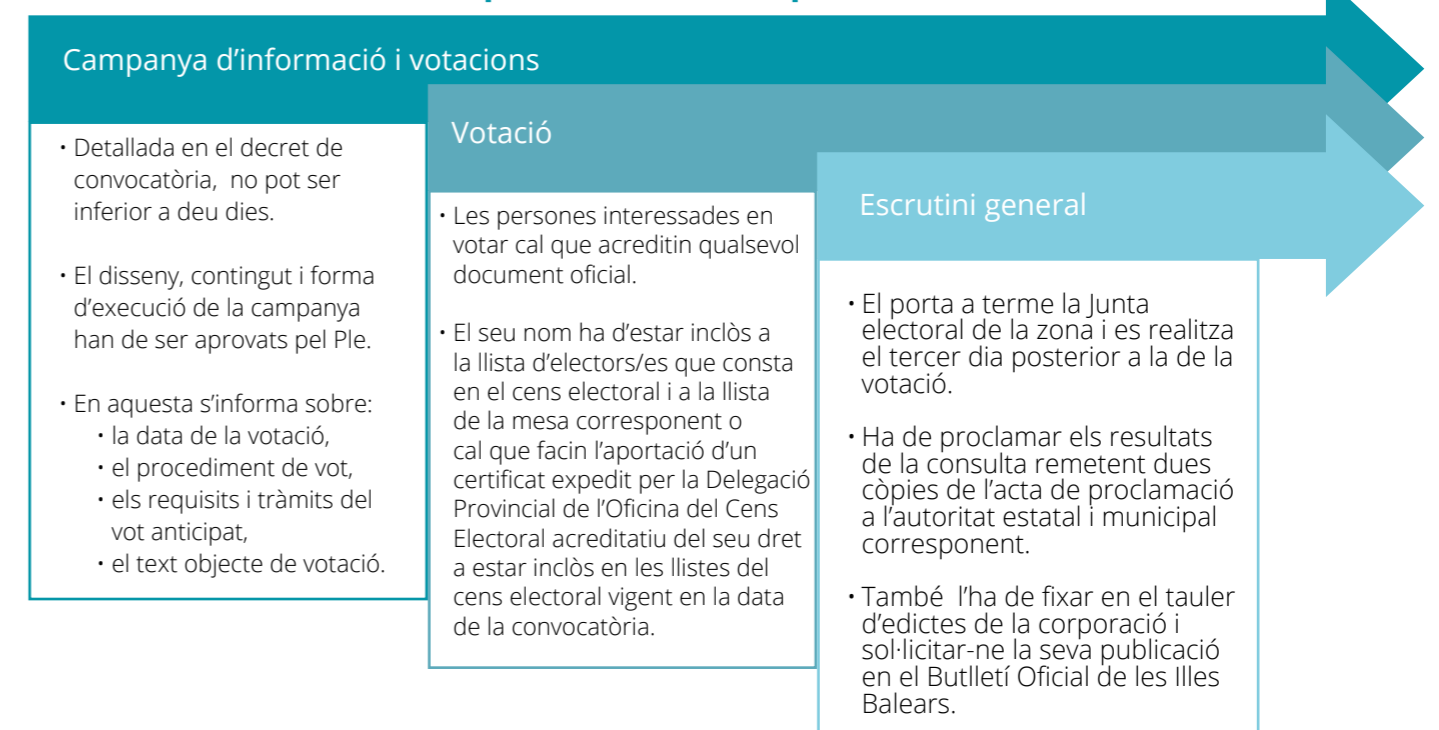 Campanya d’informació i votacions
• Detallada en el decret de
convocatòria, no pot ser
inferior a deu dies.
• El disseny, contingut i forma
d’execució de la campanya
han de ser aprovats pel Ple.
• En aquesta s’informa sobre:
• la data de la votació,
• el procediment de vot,
• els requisits i tràmits del
vot anticipat,
• el text objecte de votació.
Votació
• Les persones interessades en
votar cal que acreditin qualsevol
document oficial.
• El seu nom ha d’estar inclòs a
la llista d’electors/es que consta
en el cens electoral i a la llista
de la mesa corresponent o
cal que facin l’aportació d’un
certificat expedit per la Delegació
Provincial de l’Oficina del Cens
Electoral acreditatiu del seu dret
a estar inclòs en les llistes del
cens electoral vigent en la data
de la convocatòria.
Escrutini general
• El porta a terme la Junta
electoral de la zona i es realitza
el tercer dia posterior a la de la
votació.
• Ha de proclamar els resultats
de la consulta remetent dues
còpies de l’acta de proclamació
a l’autoritat estatal i municipal
corresponent.
• També l’ha de fixar en el tauler
d’edictes de la corporació i
sol·licitar-ne la seva publicació
en el Butlletí Oficial de les Illes
Balears.